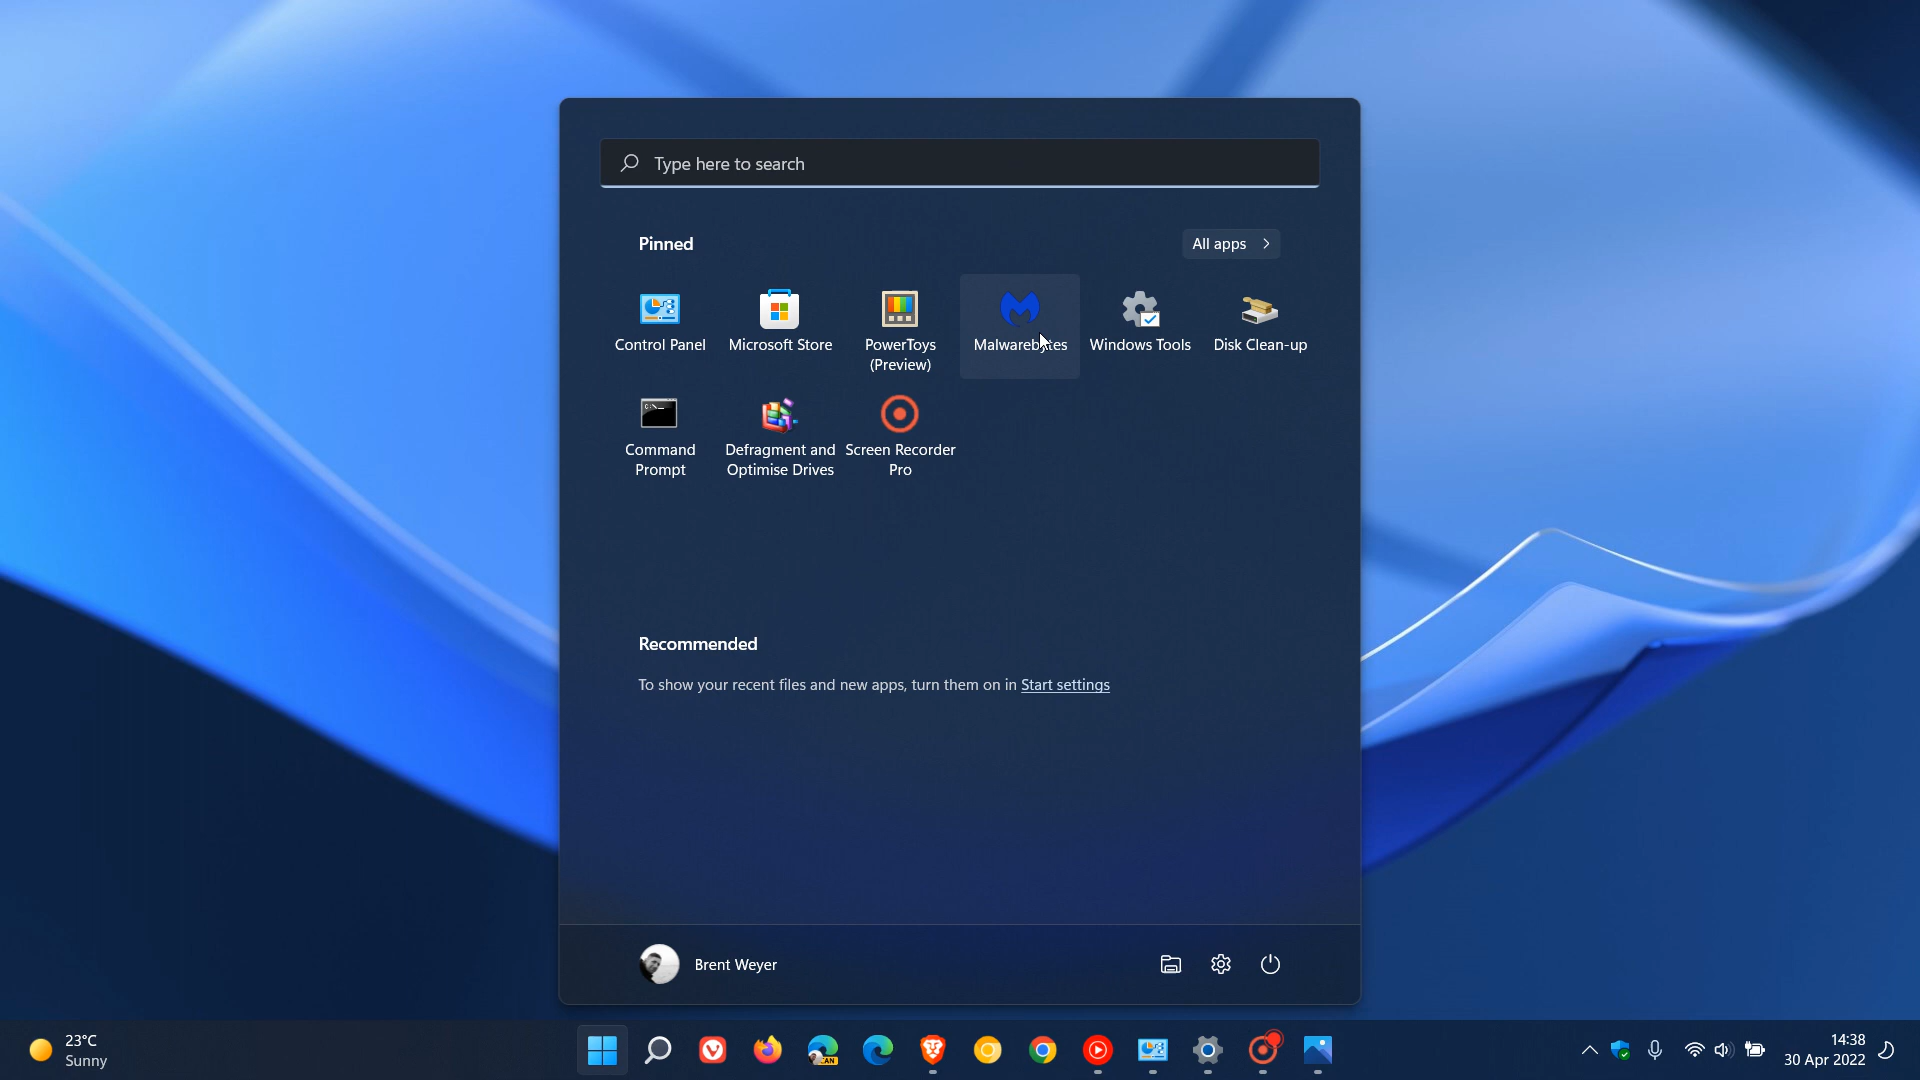 Type here to search
Pinned
All apps
Control Panel
Microsoft Store
PowerToys
(Preview)
Malwarebytes
Windows Tools
Disk Clean-up
Command
Prompt
Defragment and
Optimise Drives
Screen Recorder
Pro
Recommended
To show your recent files and new apps, turn them on in Start settings
Brent Weyer
23°C
Sunny
CAN
14:38
30 Apr 2022